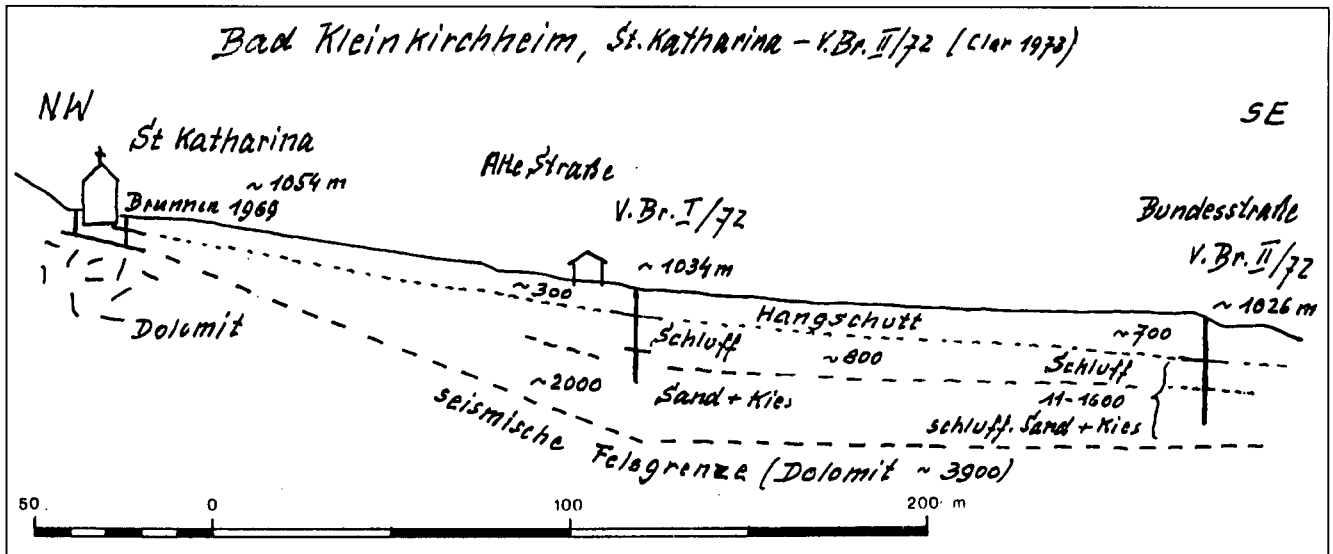 Bad Kleinkirchheim, St. Katharina – V.Br. II/72 (Clar 1973)
NW
SE
St Katharina
~ 1054 m
Brunnen 1969
Alte Straße
V. Br. I/72
~ 1034 m
Bundesstraße
V. Br. II/72
~ 1026 m
~ 300
Hangschutt
~ 700
Dolomit
Schluff
~ 800
Schluff
~ 2000
Sand + Kies
11-1600
schluff. Sand + Kies
seismische Felsgrenze (Dolomit ~ 3900)
50 0 100 200 m